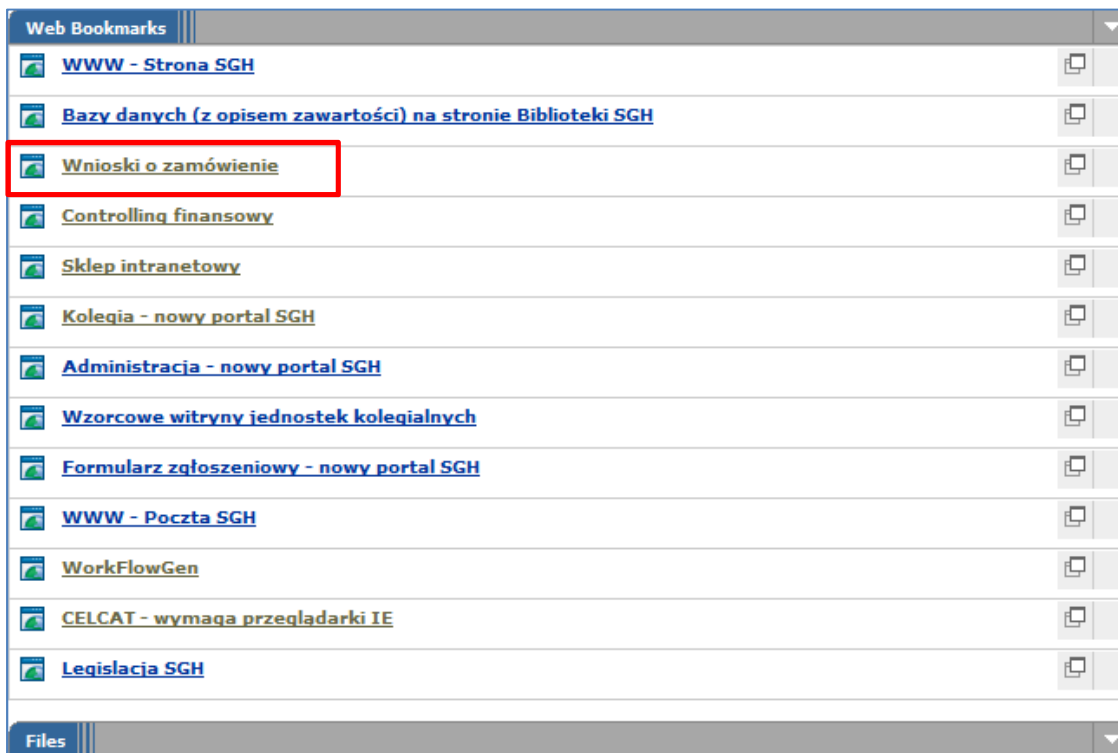 Web Bookmarks
WWW - Strona SGH
Bazy danych (z opisem zawartości) na stronie Biblioteki SGH
Wnioski o zamówienie
Controlling finansowy
Sklep intranetowy
Kolegia - nowy portal SGH
Administracja - nowy portal SGH
Wzorcowe witryny jednostek kolegialnych
Formularz zgłoszeniowy - nowy portal SGH
WWW - Poczta SGH
WorkFlowGen
CELCAT - wymaga przeglądarki IE
Legislacja SGH
Files